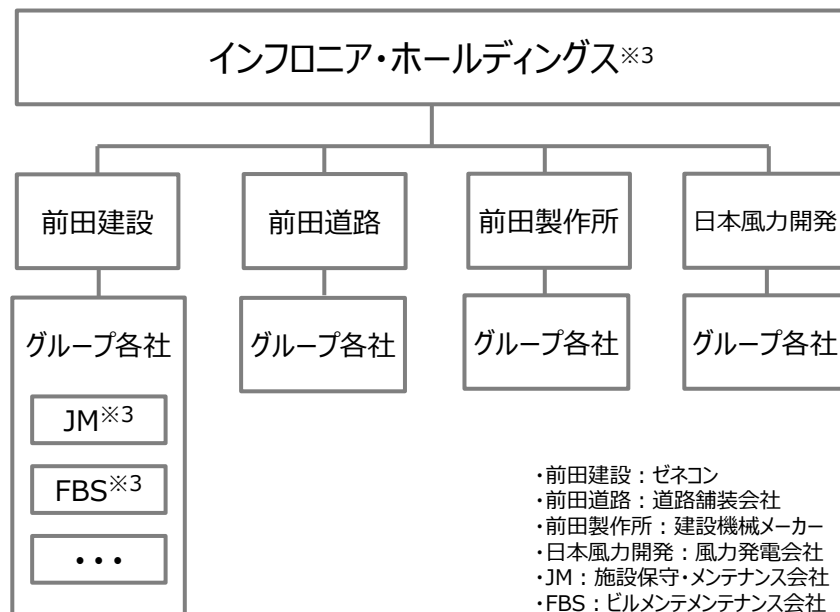 インフロニア・ホールディングス※3
前田建設
前田道路
前田製作所
日本風力開発
グループ各社
グループ各社
グループ各社
グループ各社
JM※3
FBS※3
・・・
・前田建設：ゼネコン
・前田道路：道路舗装会社
・前田製作所：建設機械メーカー
・日本風力開発：風力発電会社
・JM：施設保守・メンテナンス会社
・FBS：ビルメンテメンテナンス会社